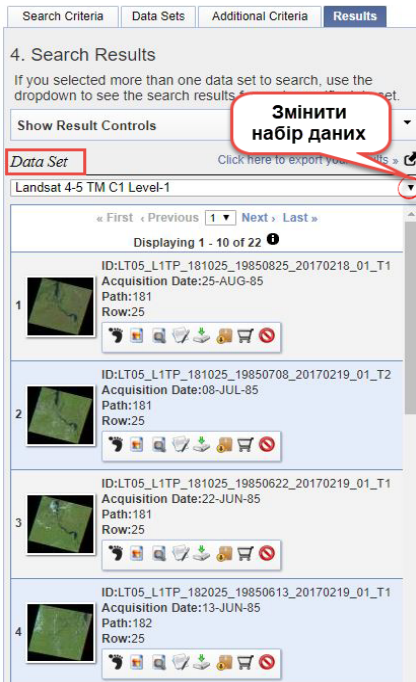 Search Criteria Data Sets Additional Criteria Results
4. Search Results
If you selected more than one data set to search, use the
dropdown to see the search results
Змінити
набір даних
Show Result Controls
Data Set
Click here to export your »
Landsat 4-5 TM C1 Level-1
« First ‹ Previous 1 Next › Last »
Displaying 1 - 10 of 22
1
ID:LT05_L1TP_181025_19850825_20170218_01_T1
Acquisition Date:25-AUG-85
Path:181
Row:25
2
ID:LT05_L1TP_181025_19850708_20170219_01_T2
Acquisition Date:08-JUL-85
Path:181
Row:25
3
ID:LT05_L1TP_181025_19850622_20170219_01_T1
Acquisition Date:22-JUN-85
Path:181
Row:25
4
ID:LT05_L1TP_182025_19850613_20170219_01_T1
Acquisition Date:13-JUN-85
Path:182
Row:25